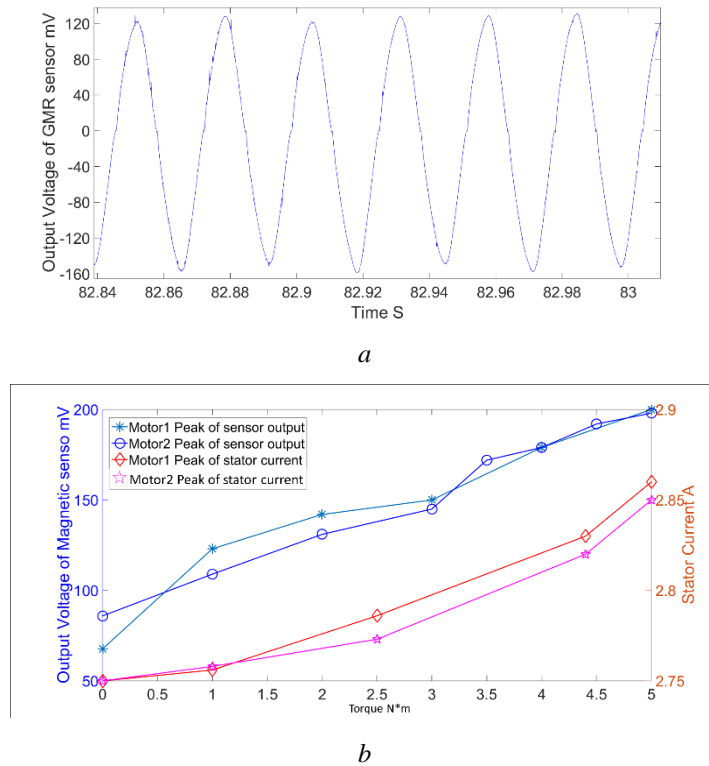 Output Voltage of GMR sensor mV
120
80
40
0
-40
-80
-120
-160
82.84 82.86 82.88 82.9 82.92 82.94 82.96 82.98 83
Time S
a
Output Voltage of Magnetic senso mV
200
150
100
50
Motor1 Peak of sensor output
Motor2 Peak of sensor output
Motor1 Peak of stator current
Motor2 Peak of stator current
2.9
2.85
2.8
2.75
Stator Current A
0 0.5 1 1.5 2 2.5 3 3.5 4 4.5 5
Torque N*m
b